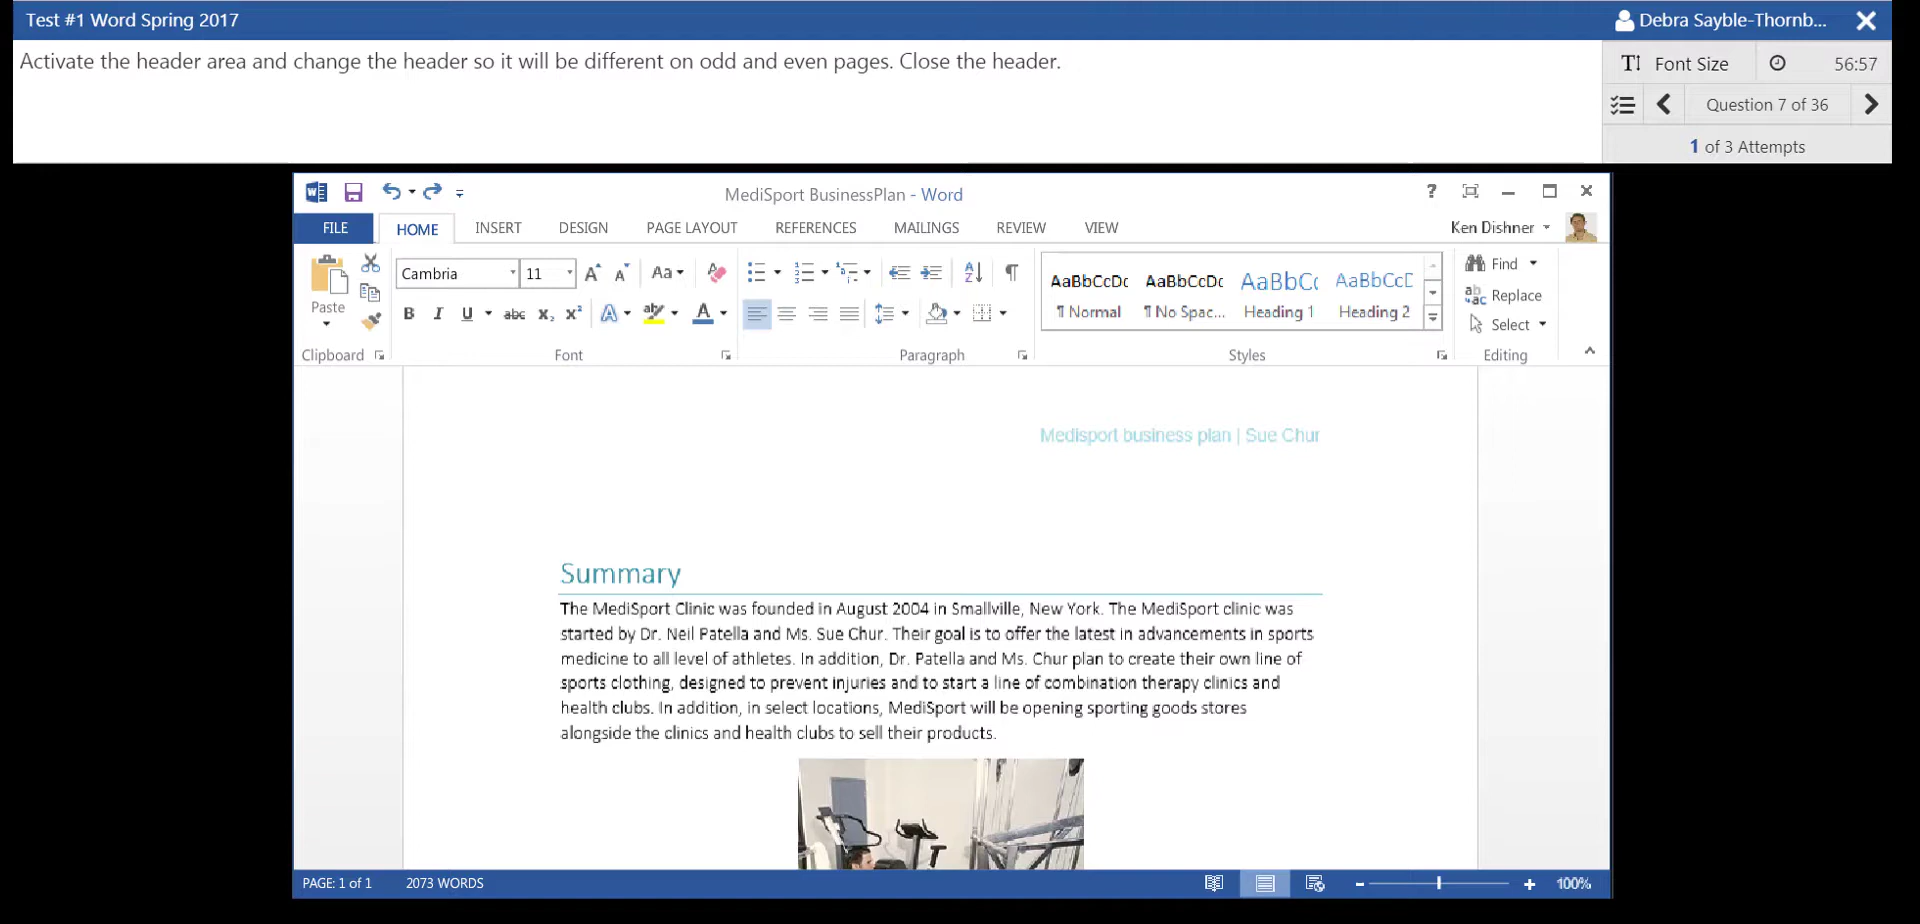 Test #1 Word Spring 2017
Debra Sayble-Thornb...
Activate the header area and change the header so it will be different on odd and even pages. Close the header.
Font Size
56:57
Question 7 of 36
1 of 3 Attempts
MediSport BusinessPlan - Word
FILE HOME INSERT DESIGN PAGE LAYOUT REFERENCES MAILINGS REVIEW VIEW
Ken Dishner
Paste
Cambria 11
Aa
AaBbCcDc AaBbCcDc AaBbCc AaBbCcD
¶ Normal ¶ No Spac... Heading 1 Heading 2
Find
Replace
Select
Clipboard Font Paragraph Styles Editing
Medisport business plan | Sue Chur
Summary
The MediSport Clinic was founded in August 2004 in Smallville, New York. The MediSport clinic was
started by Dr. Neil Patella and Ms. Sue Chur. Their goal is to offer the latest in advancements in sports
medicine to all level of athletes. In addition, Dr. Patella and Ms. Chur plan to create their own line of
sports clothing, designed to prevent injuries and to start a line of combination therapy clinics and
health clubs. In addition, in select locations, MediSport will be opening sporting goods stores
alongside the clinics and health clubs to sell their products.
PAGE: 1 of 1 2073 WORDS
100%